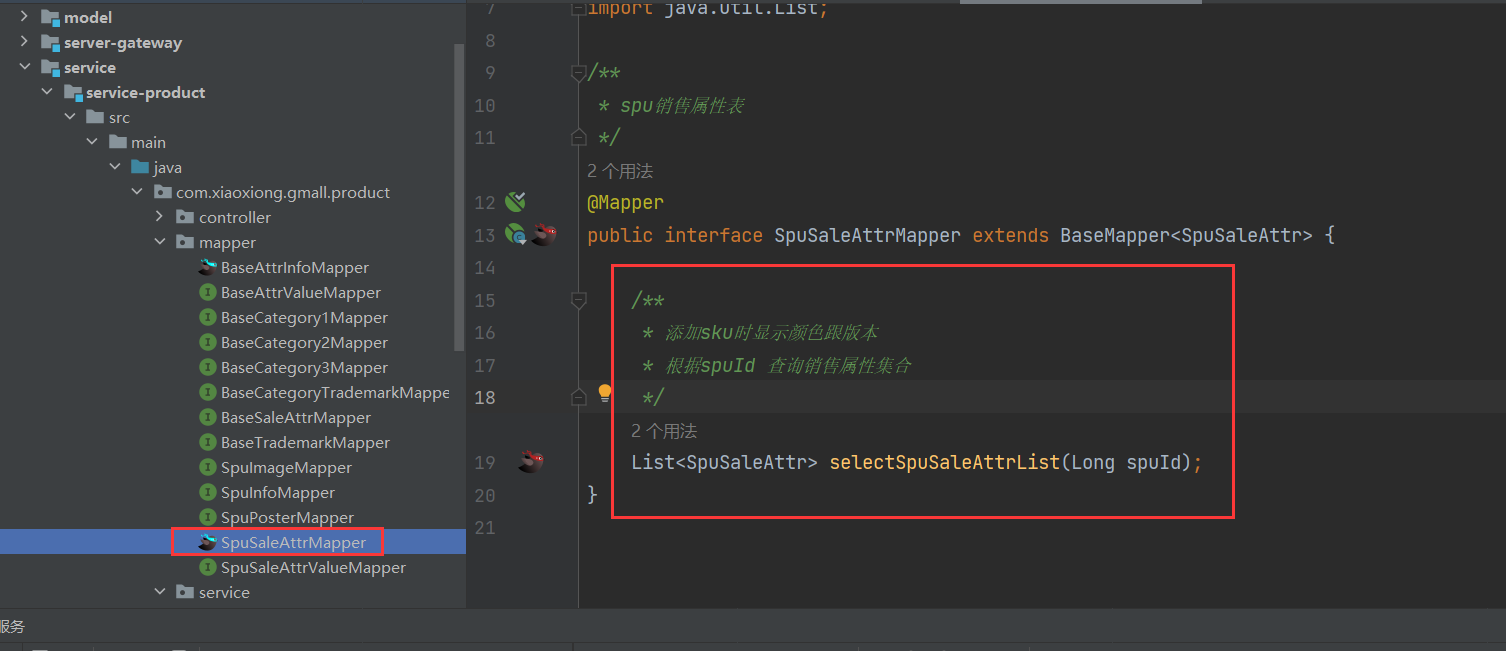 model
server-gateway
service
service-product
src
main
java
com.xiaoxiong.gmall.product
controller
mapper
BaseAttrInfoMapper
BaseAttrValueMapper
BaseCategory1Mapper
BaseCategory2Mapper
BaseCategory3Mapper
BaseCategoryTrademarkMappe
BaseSaleAttrMapper
BaseTrademarkMapper
SpuImageMapper
SpuInfoMapper
SpuPosterMapper
SpuSaleAttrMapper
SpuSaleAttrValueMapper
service
服务
7 import java.util.List;
8
9 /**
10 * spu销售属性表
11 */
2 个用法
12 @Mapper
13 public interface SpuSaleAttrMapper extends BaseMapper<SpuSaleAttr> {
14
15 /**
16 * 添加sku时显示颜色跟版本
17 * 根据spuId 查询销售属性集合
18 */
2 个用法
19 List<SpuSaleAttr> selectSpuSaleAttrList(Long spuId);
20 }
21